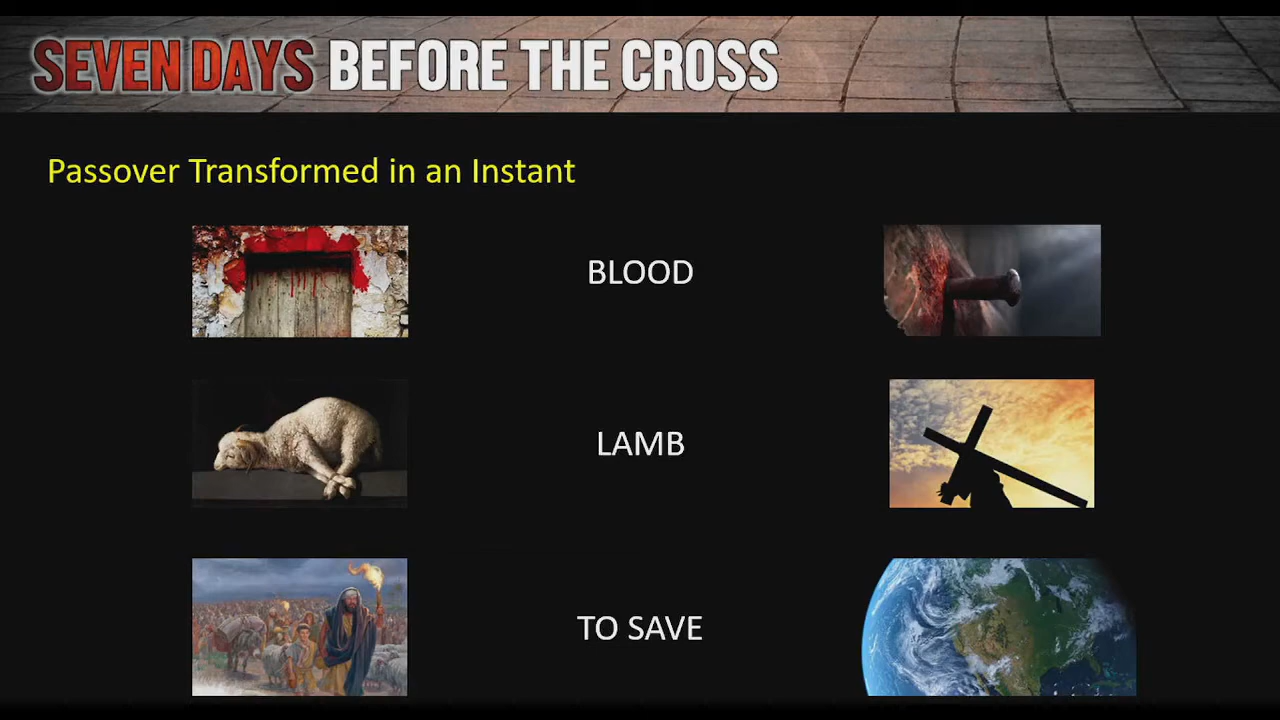 SEVEN DAYS BEFORE THE CROSS
Passover Transformed in an Instant
BLOOD
LAMB
TO SAVE